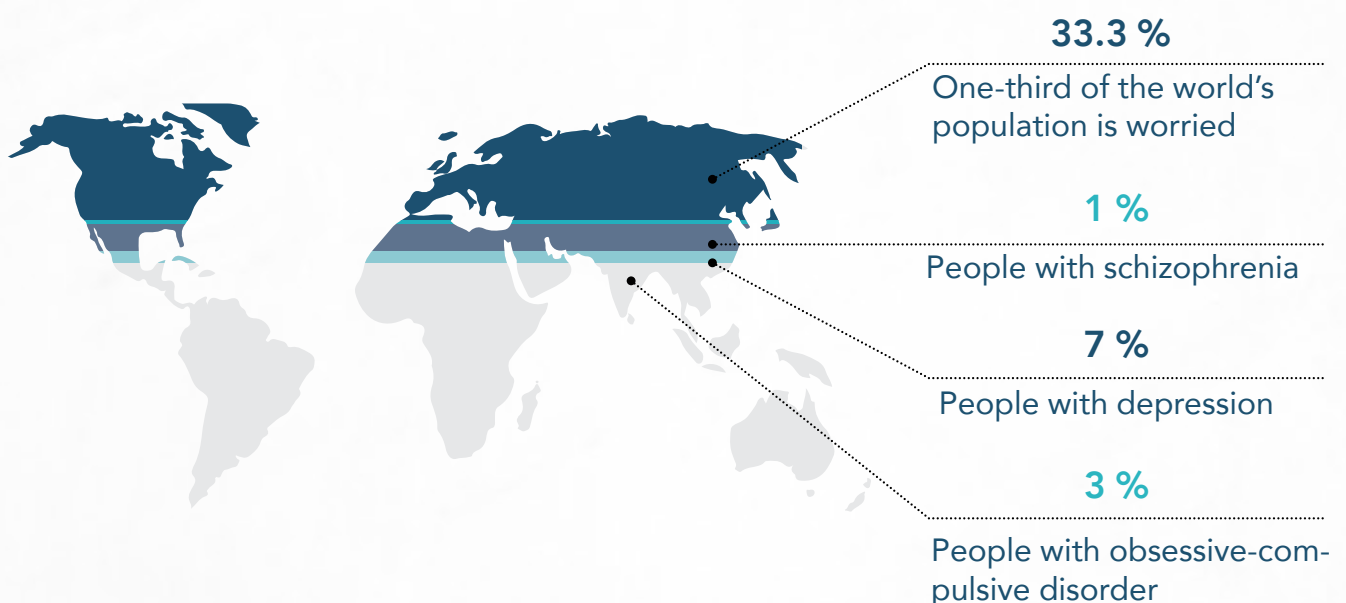 33.3 %
One-third of the world’s
population is worried
1 %
People with schizophrenia
7 %
People with depression
3 %
People with obsessive-com-
pulsive disorder